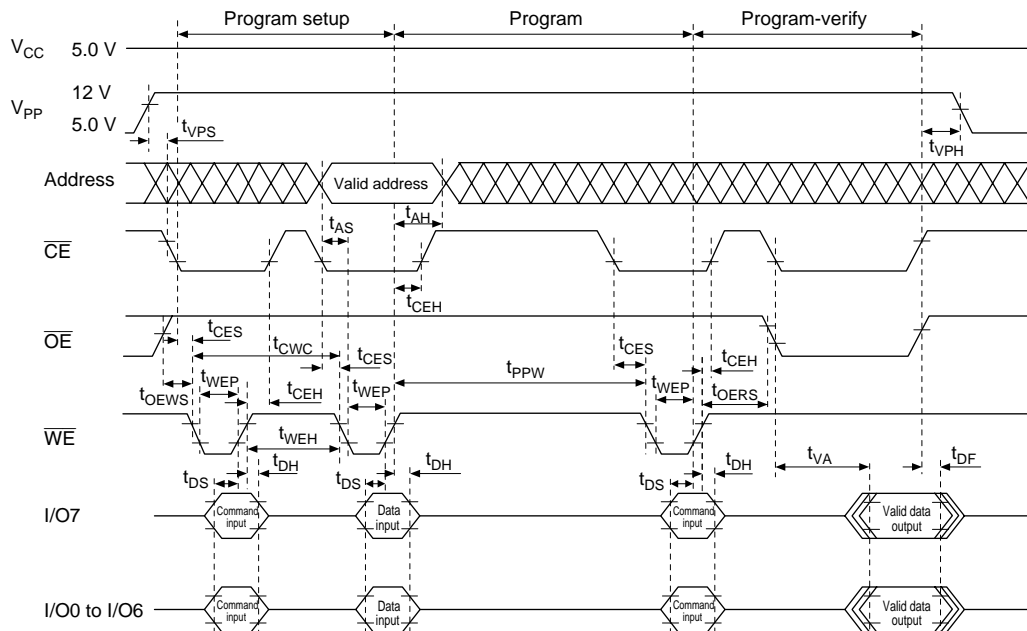 Program setup Program Program-verify
VCC 5.0 V
VPP 12 V
5.0 V
tVPS
tVPH
Address Valid address
tAH
tAS
CE
tCEH
OE
tCES
tCWC
tCES
tCES
tCEH
tWEP
tOEWS
tCEH
tWEP
tPPW
tWEP
tOERS
WE
tWEH
tDH
tDS
tDH
tDS
tDH
tDS
tVA
tDF
I/O7 Command input Data input Command input Valid data output
I/O0 to I/O6 Command input Data input Command input Valid data output